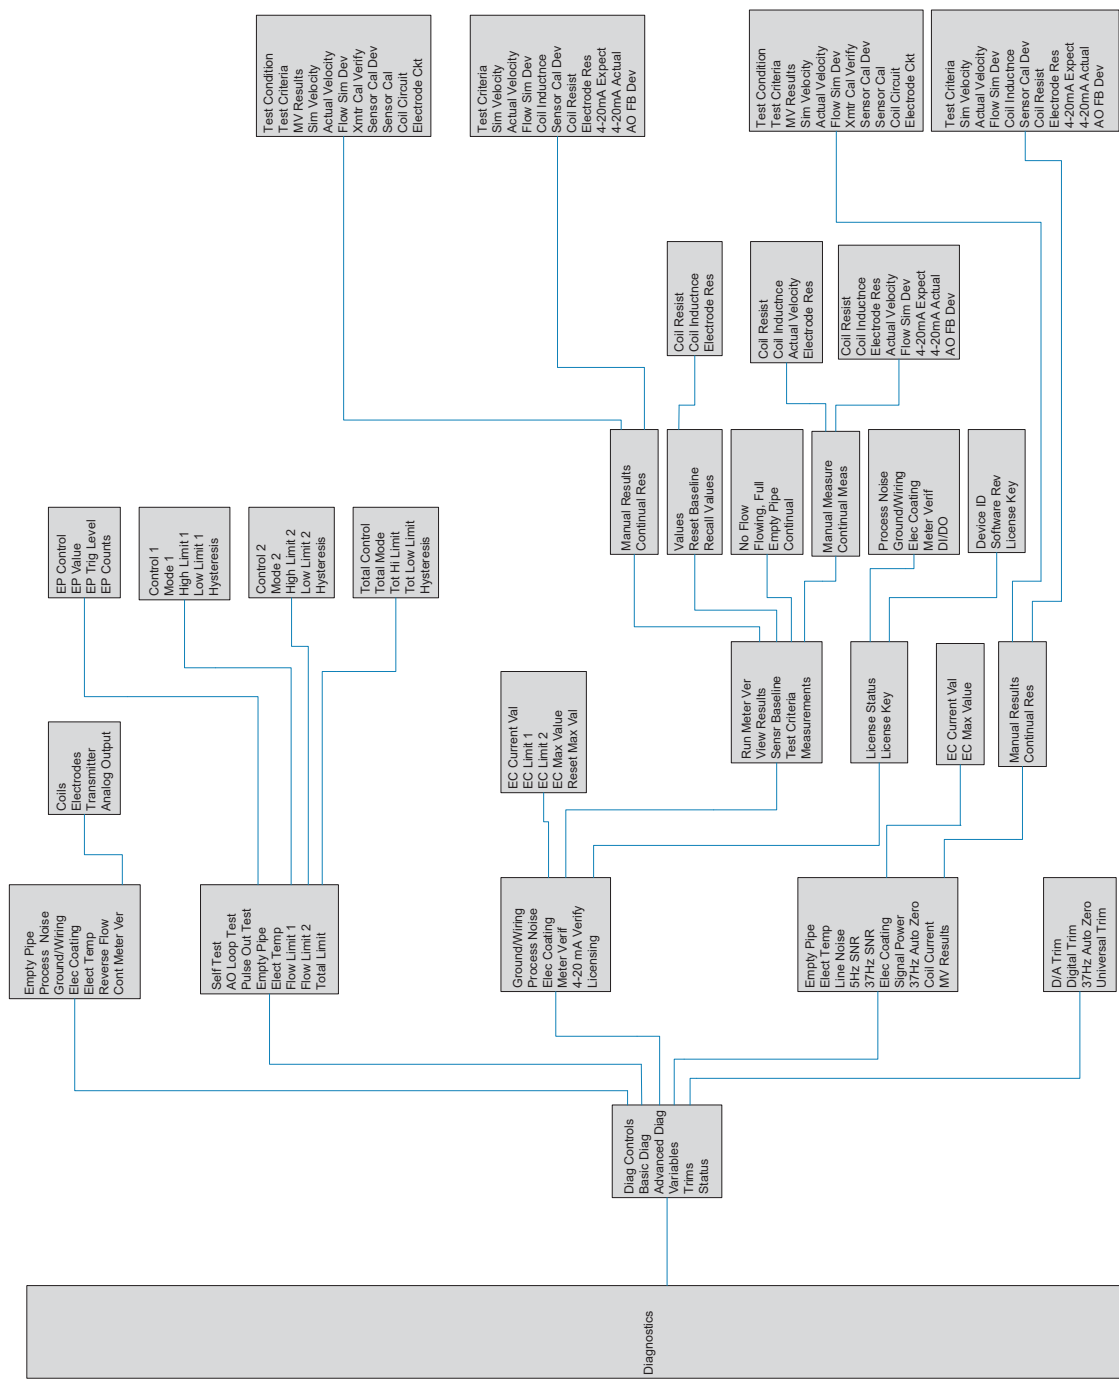 Diagnostics
Diag Controls
Basic Diag
Advanced Diag
Variables
Trims
Status
Empty Pipe
Process Noise
Ground/Wiring
Elec Coating
Elect Temp
Reverse Flow
Cont Meter Ver
Self Test
AO Loop Test
Pulse Out Test
Empty Pipe
Elect Temp
Flow Limit 1
Flow Limit 2
Total Limit
Ground/Wiring
Process Noise
Elec Coating
Meter Verif
4-20 mA Verify
Licensing
Empty Pipe
Elect Temp
Line Noise
5Hz SNR
37Hz SNR
Elec Coating
Signal Power
37Hz Auto Zero
Coil Current
MV Results
D/A Trim
Digital Trim
37Hz Auto Zero
Universal Trim
Coils
Electrodes
Transmitter
Analog Output
EP Control
EP Value
EP Trig Level
EP Counts
Control 1
Mode 1
High Limit 1
Low Limit 1
Hysteresis
Control 2
Mode 2
High Limit 2
Low Limit 2
Hysteresis
Total Control
Total Mode
Tot Hi Limit
Tot Low Limit
Hysteresis
EC Current Val
EC Limit 1
EC Limit 2
EC Max Value
Reset Max Val
Run Meter Ver
View Results
Sensr Baseline
Test Criteria
Measurements
License Status
License Key
EC Current Val
EC Max Value
Manual Results
Continual Res
Manual Results
Continual Res
Values
Reset Baseline
Recall Values
No Flow
Flowing, Full
Empty Pipe
Continual
Manual Measure
Continual Meas
Process Noise
Ground/Wiring
Elec Coating
Meter Verif
DI/DO
Device ID
Software Rev
License Key
Coil Resist
Coil Inductnce
Electrode Res
Coil Resist
Coil Inductnce
Actual Velocity
Electrode Res
Coil Resist
Coil Inductnce
Electrode Res
Actual Velocity
Flow Sim Dev
4-20mA Expect
4-20mA Actual
AO FB Dev
Test Condition
Test Criteria
MV Results
Sim Velocity
Actual Velocity
Flow Sim Dev
Xmtr Cal Verify
Sensor Cal Dev
Sensor Cal
Coil Circuit
Electrode Ckt
Test Criteria
Sim Velocity
Actual Velocity
Flow Sim Dev
Coil Inductnce
Sensor Cal Dev
Coil Resist
Electrode Res
4-20mA Expect
4-20mA Actual
AO FB Dev
Test Condition
Test Criteria
MV Results
Sim Velocity
Actual Velocity
Flow Sim Dev
Xmtr Cal Verify
Sensor Cal Dev
Sensor Cal
Coil Circuit
Electrode Ckt
Test Criteria
Sim Velocity
Actual Velocity
Flow Sim Dev
Coil Inductnce
Sensor Cal Dev
Coil Resist
Electrode Res
4-20mA Expect
4-20mA Actual
AO FB Dev